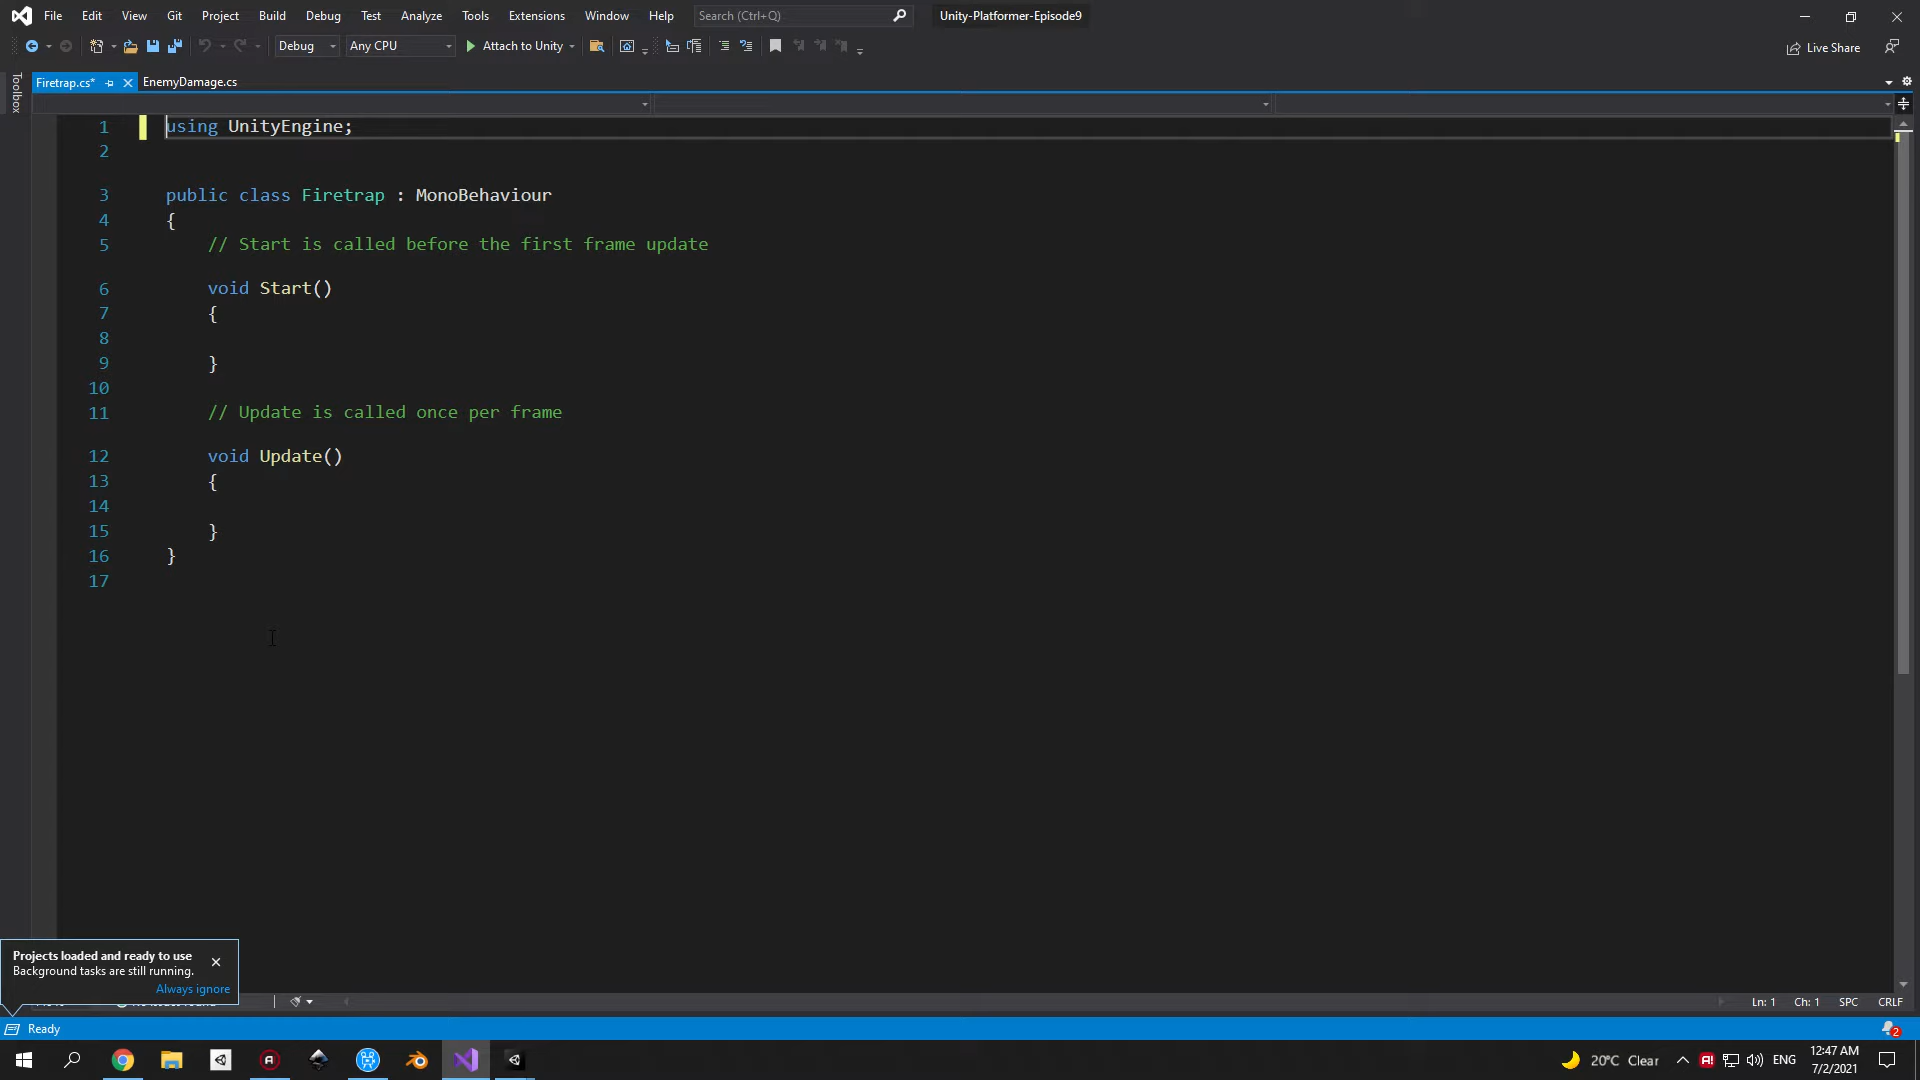 File Edit View Git Project Build Debug Test Analyze Tools Extensions Window Help Search (Ctrl+Q) Unity-Platformer-Episode9
Debug Any CPU Attach to Unity Live Share
Toolbox
Firetrap.cs* EnemyDamage.cs
1 using UnityEngine;
2
3 public class Firetrap : MonoBehaviour
4 {
5 // Start is called before the first frame update
6 void Start()
7 {
8
9 }
10
11 // Update is called once per frame
12 void Update()
13 {
14
15 }
16 }
17
Projects loaded and ready to use
Background tasks are still running.
Always ignore
Ln: 1 Ch: 1 SPC CRLF
Ready 2
20°C Clear ENG 12:47 AM
7/2/2021